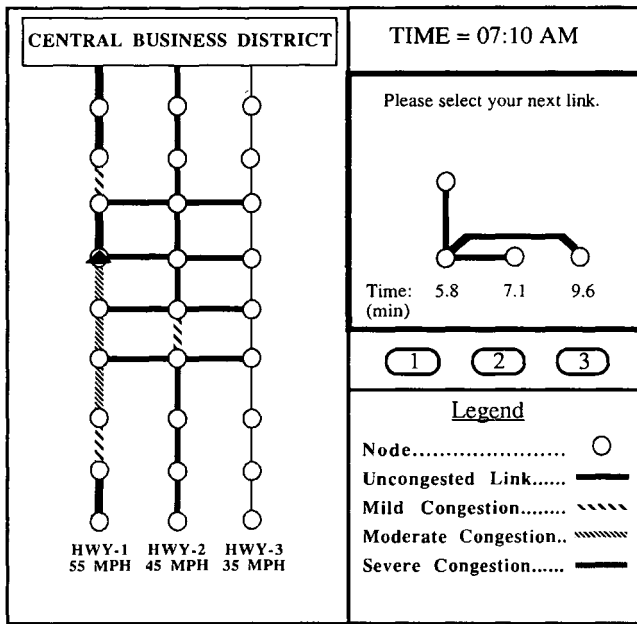 CENTRAL BUSINESS DISTRICT
HWY-1 HWY-2 HWY-3
55 MPH 45 MPH 35 MPH
TIME = 07:10 AM
Please select your next link.
Time: 5.8 7.1 9.6
(min)
1 2 3
Legend
Node......................
Uncongested Link......
Mild Congestion........
Moderate Congestion..
Severe Congestion......